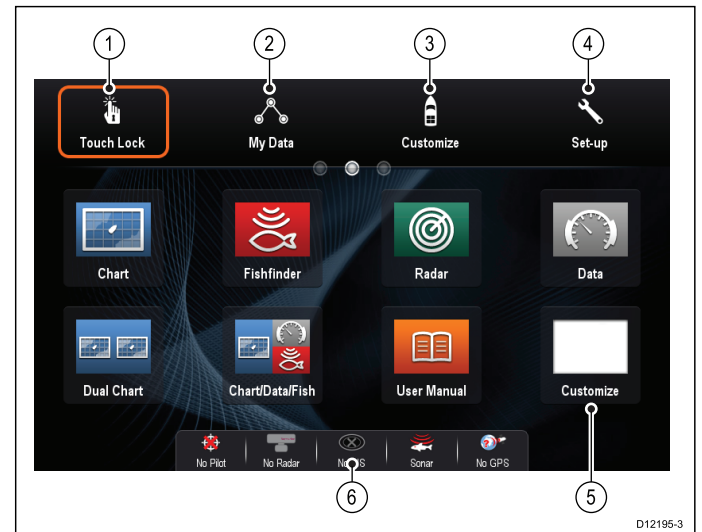 1 2 3 4
Touch Lock My Data Customize Set-up
Chart Fishfinder Radar Data
Dual Chart Chart/Data/Fish User Manual Customize
No Pilot No Radar Sonar No GPS
6 5
D12195-3